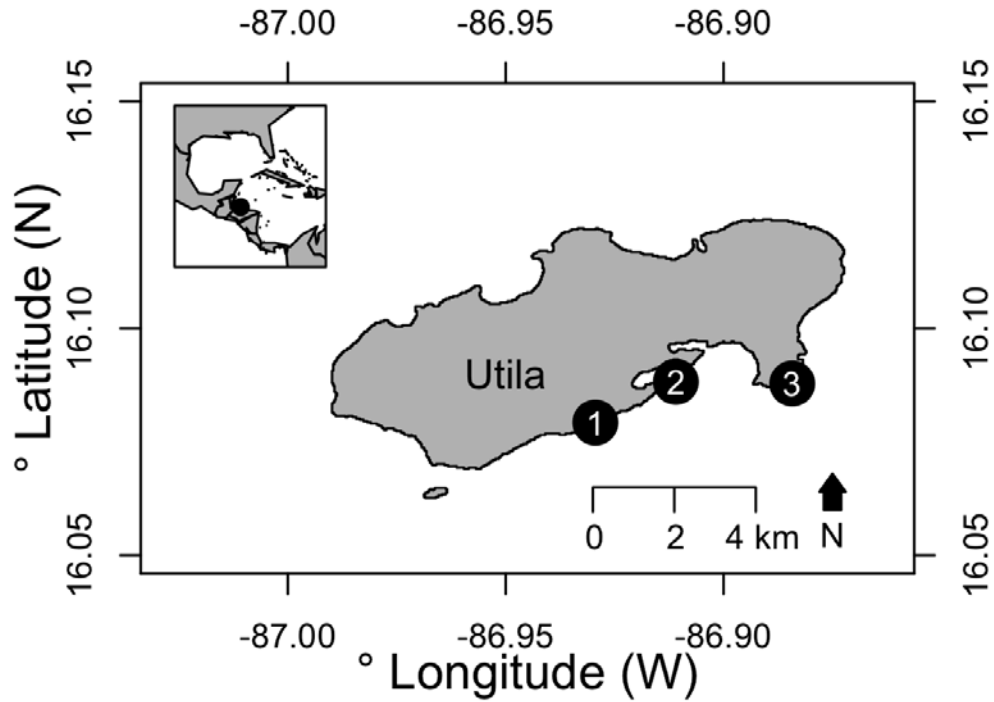 -87.00 -86.95 -86.90
16.15 16.15
16.10 16.10
° Latitude (N)
Utila
2 3
1
0 2 4 km N
16.05 16.05
-87.00 -86.95 -86.90
° Longitude (W)